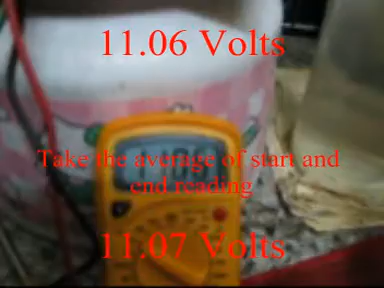 11.06 Volts
Take the average of start and
end reading
11.07 Volts